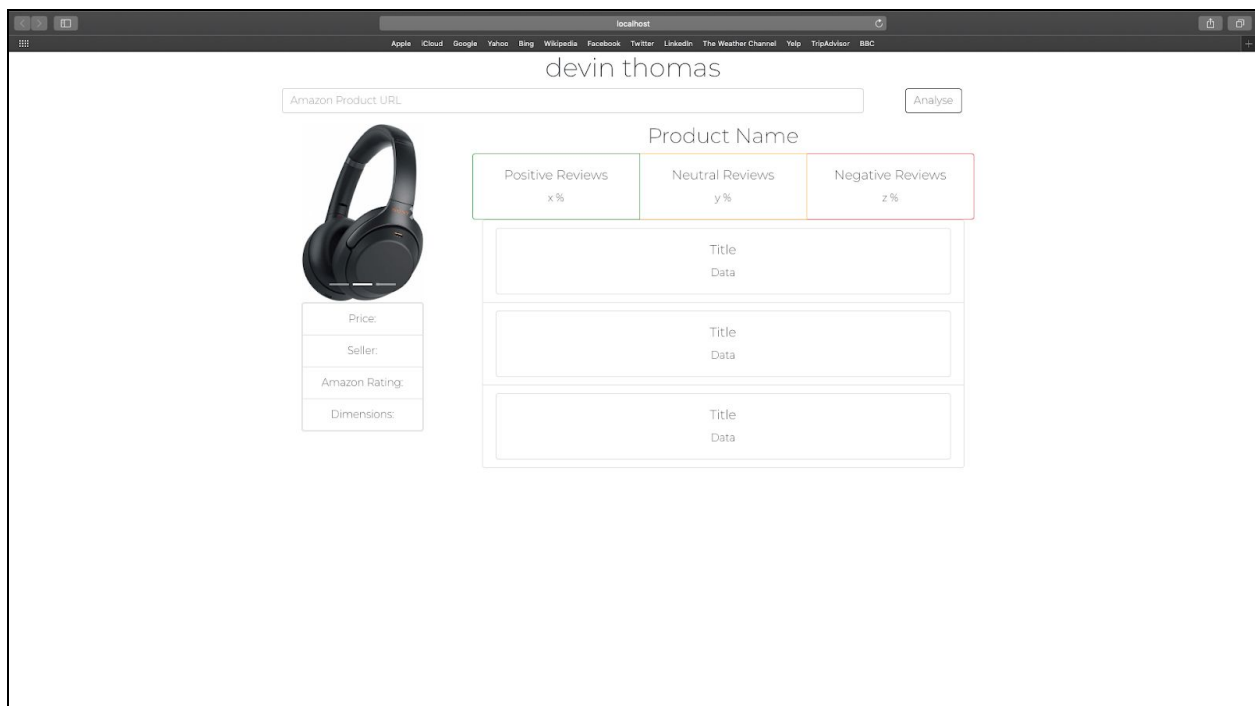 localhost
Apple iCloud Google Yahoo Bing Wikipedia Facebook Twitter LinkedIn The Weather Channel Yelp TripAdvisor BBC
devin thomas
Amazon Product URL
Analyse
Product Name
Positive Reviews
x %
Neutral Reviews
y %
Negative Reviews
z %
Title
Data
Title
Data
Title
Data
Price:
Seller:
Amazon Rating:
Dimensions: